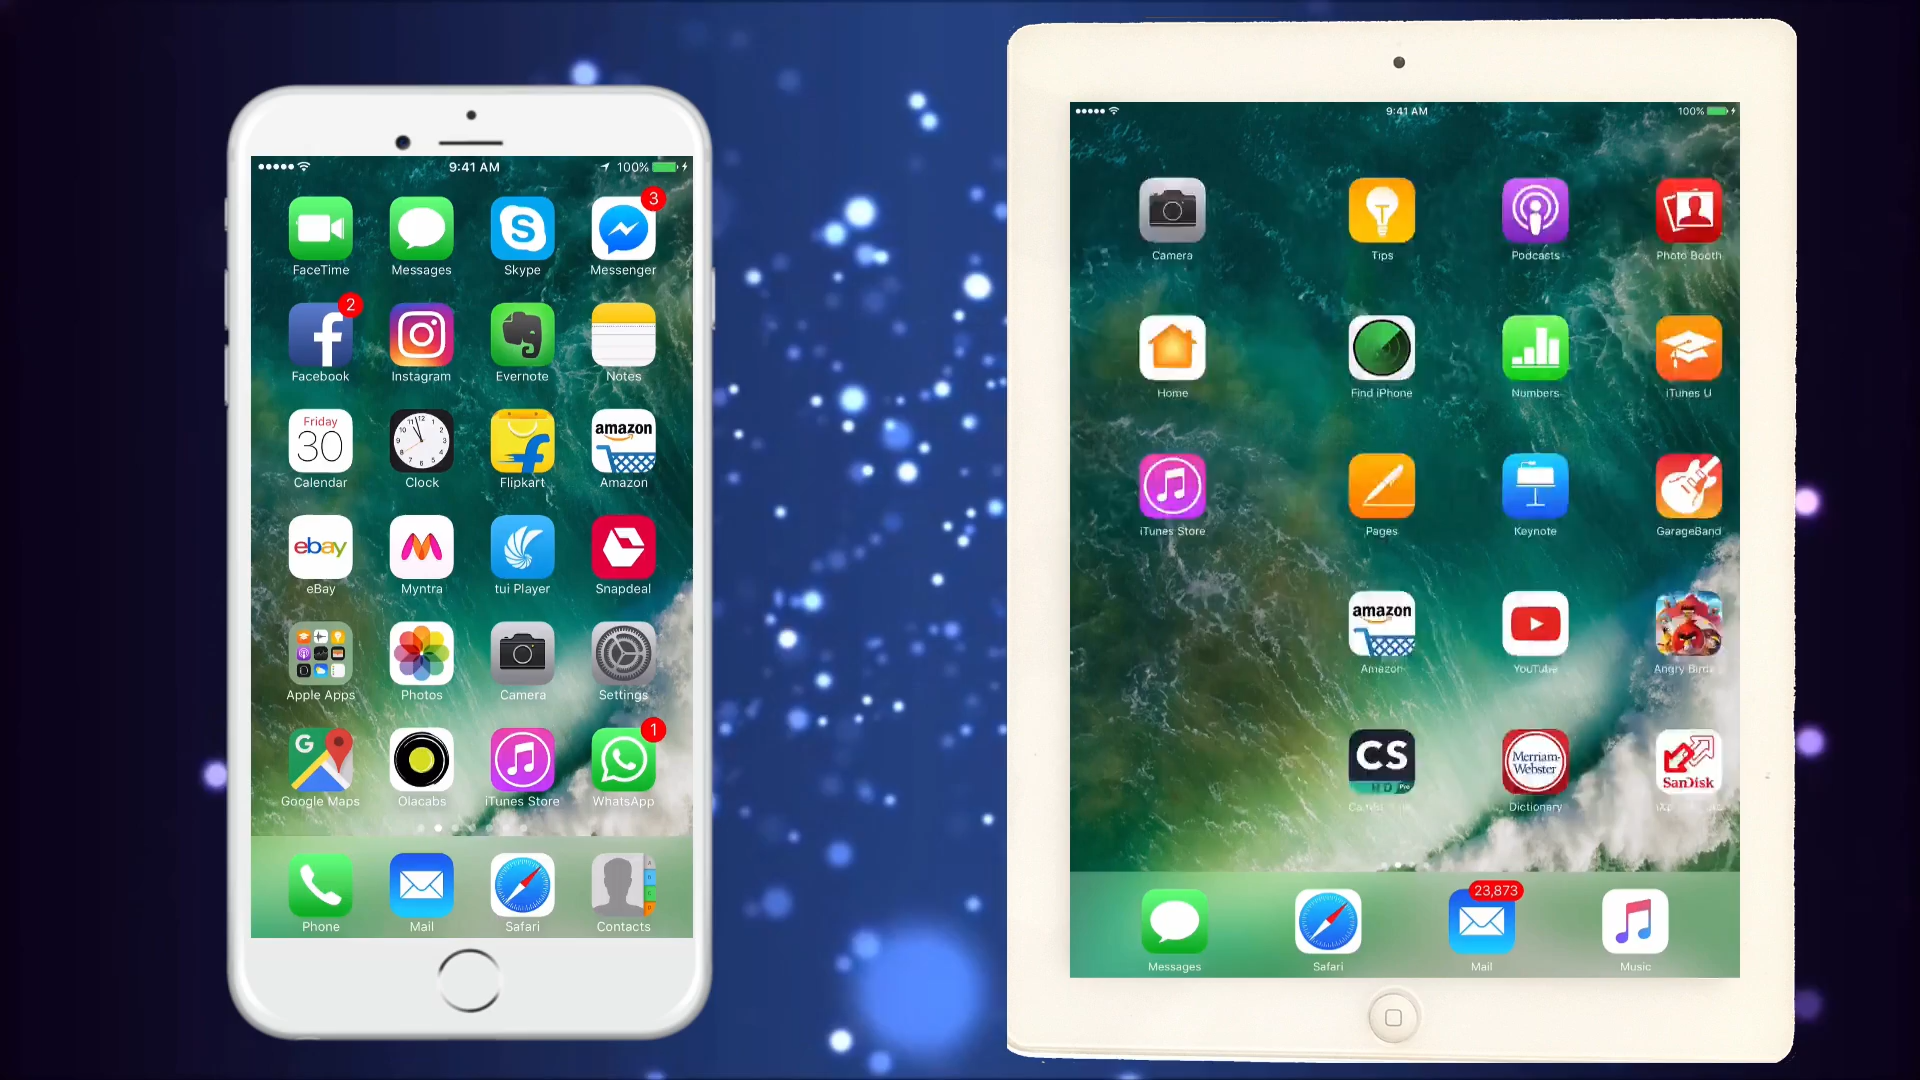 9:41 AM
100%
3
FaceTime Messages Skype Messenger
2
Facebook Instagram Evernote Notes
Friday
30
12
amazon
Calendar Clock Flipkart Amazon
ebay
eBay Myntra tui Player Snapdeal
Apple Apps Photos Camera Settings
G
1
Google Maps Olacabs iTunes Store WhatsApp
Phone Mail Safari Contacts
9:41 AM
100%
Camera Tips Podcasts Photo Booth
Home Find iPhone Numbers iTunes U
iTunes Store Pages Keynote GarageBand
amazon
Amazon YouTube Angry Birds
CS
HD Pro
Merriam-
Webster
SanDisk
Dictionary
23,873
Messages Safari Mail Music